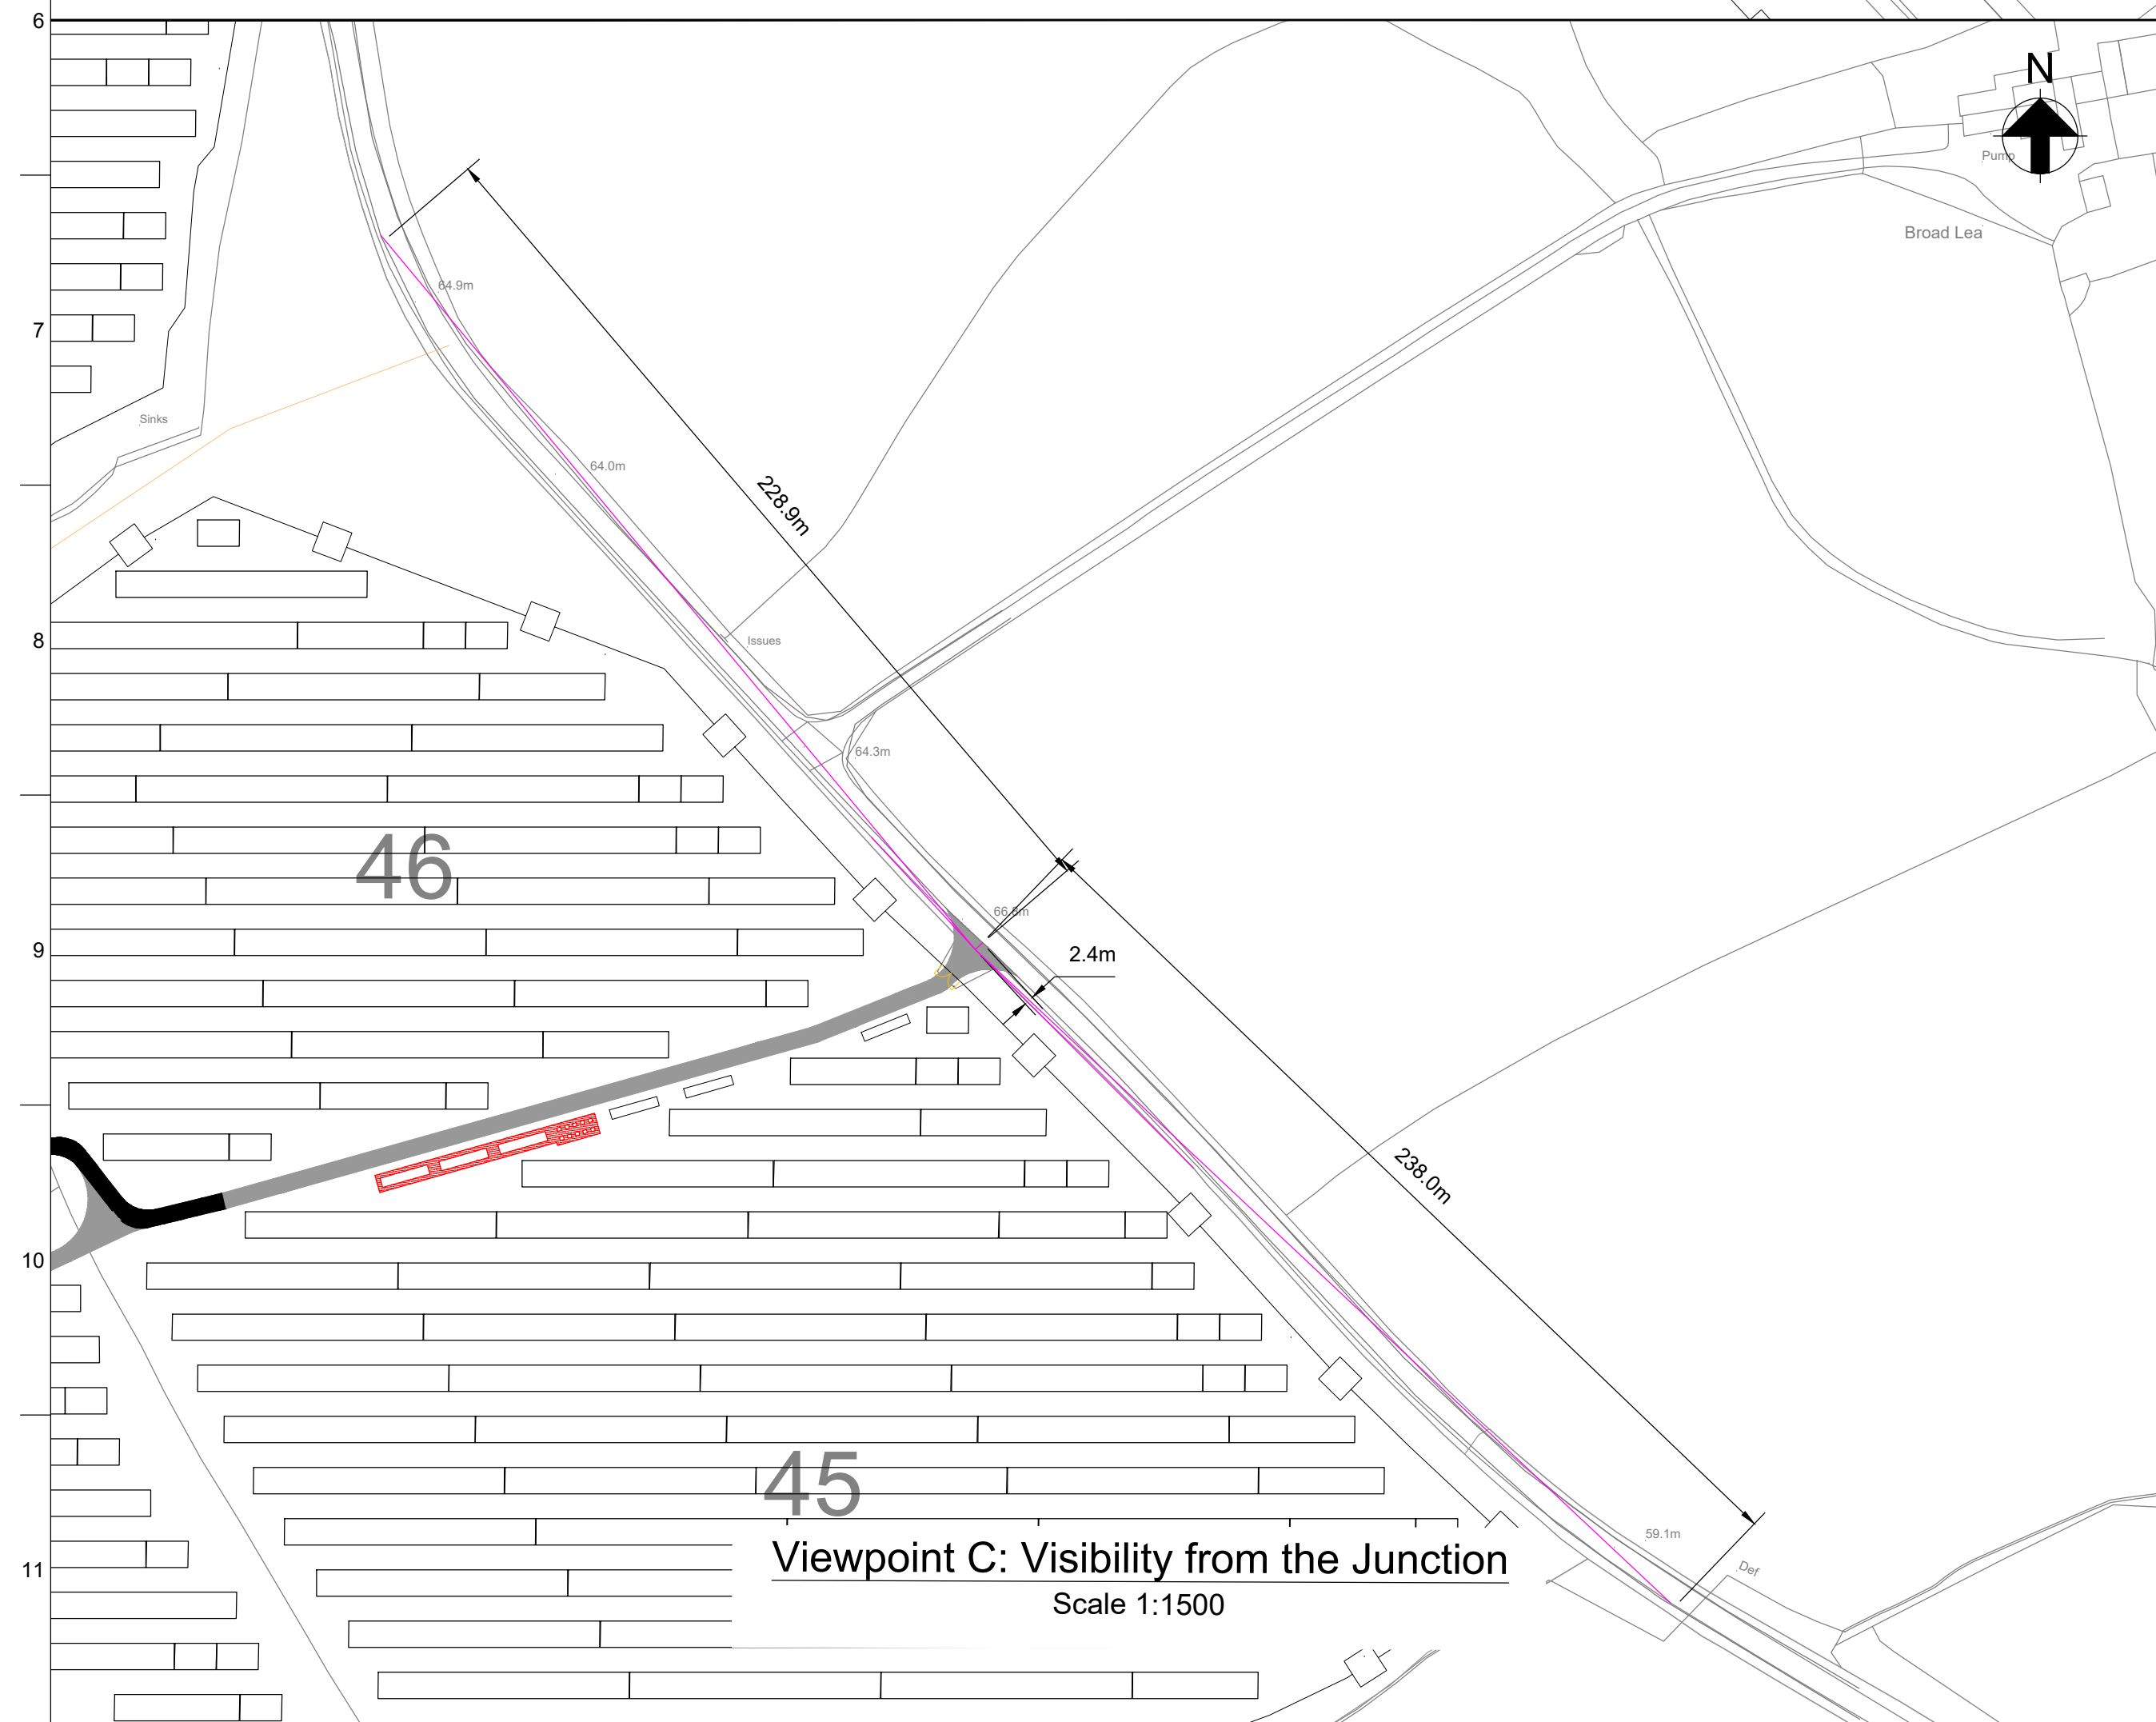 6
N
Pump
Broad Lea
64.9m
7
Sinks
64.0m
228.9m
8
Issues
64.3m
46
66.8m
9
2.4m
238.0m
10
45
59.1m
Def
11
Viewpoint C: Visibility from the Junction
Scale 1:1500